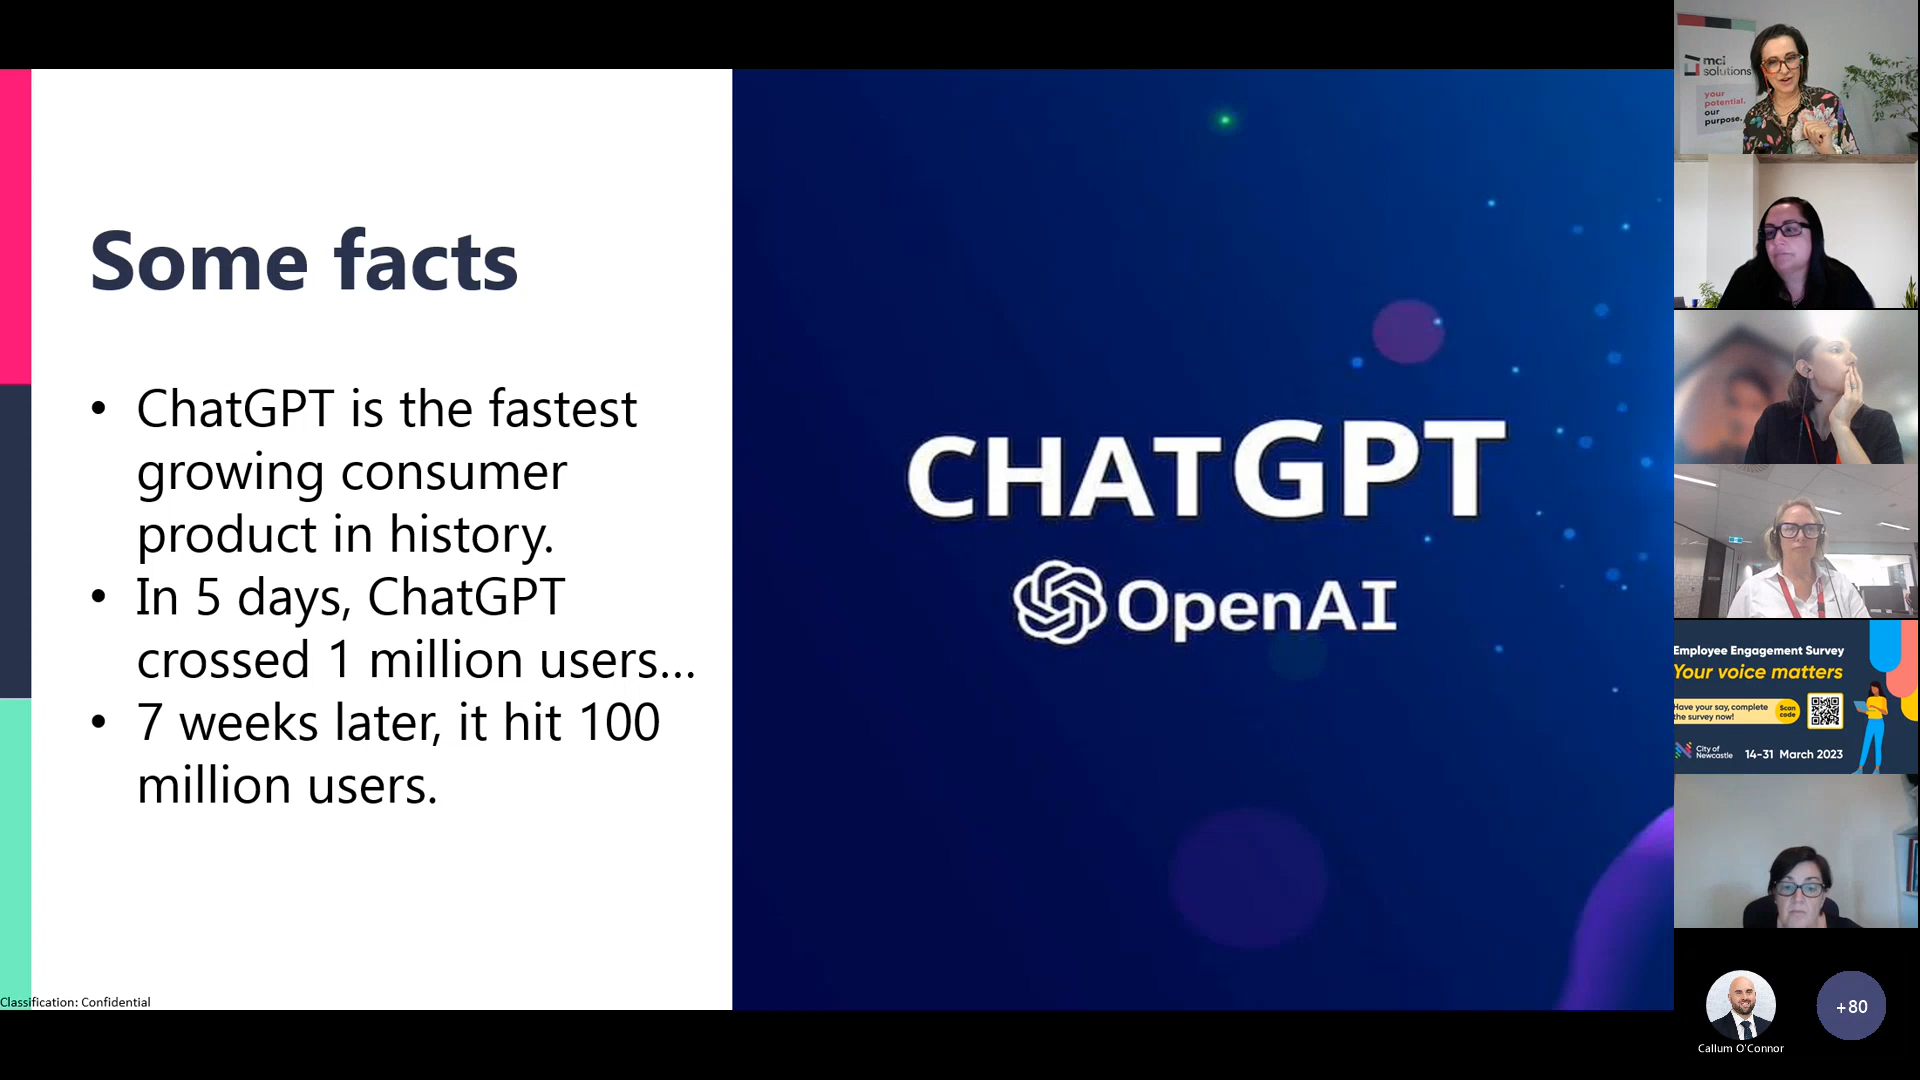 Some facts
• ChatGPT is the fastest
growing consumer
product in history.
• In 5 days, ChatGPT
crossed 1 million users...
• 7 weeks later, it hit 100
million users.
Classification: Confidential
CHATGPT
OpenAI
mci
solutions
your
potential.
our
purpose.
Employee Engagement Survey
Your voice matters
Have your say, complete
the survey now!
Scan
code
City of
Newcastle
14-31 March 2023
+80
Callum O'Connor